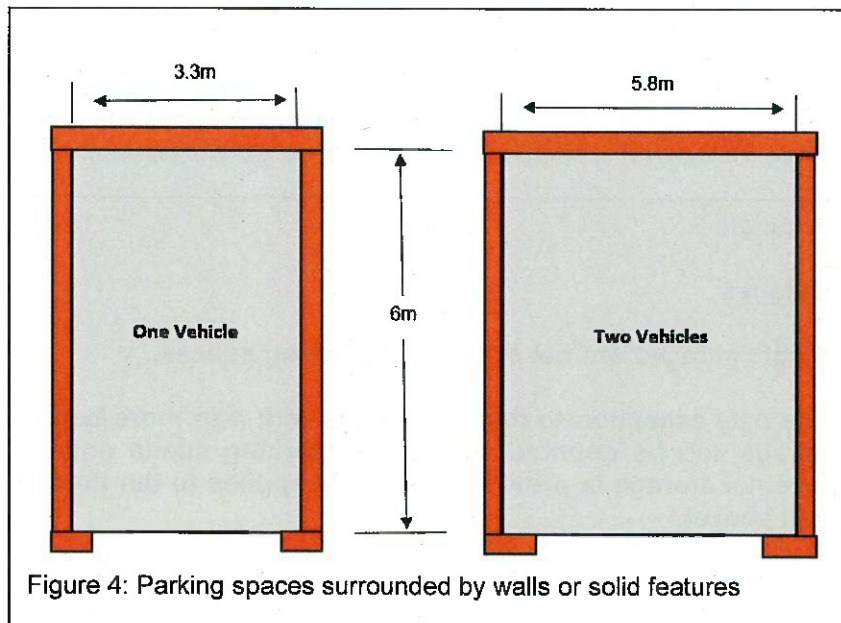 3.3m
5.8m
6m
One Vehicle
Two Vehicles
Figure 4: Parking spaces surrounded by walls or solid features